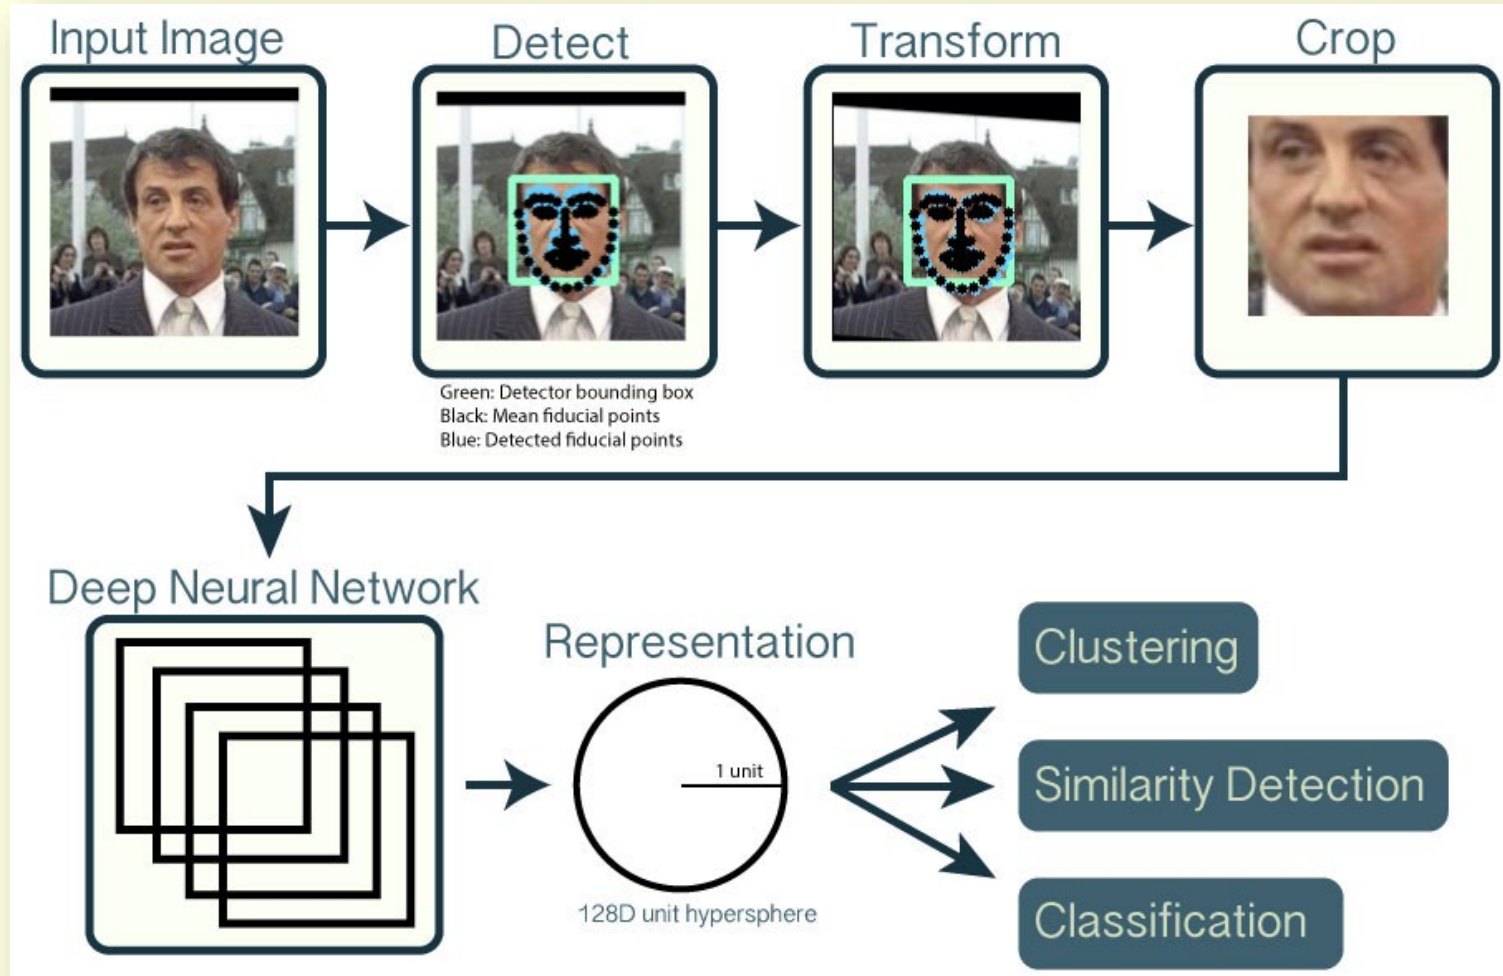 Input Image
Detect
Transform
Crop
Green: Detector bounding box
Black: Mean fiducial points
Blue: Detected fiducial points
Deep Neural Network
Representation
1 unit
128D unit hypersphere
Clustering
Similarity Detection
Classification